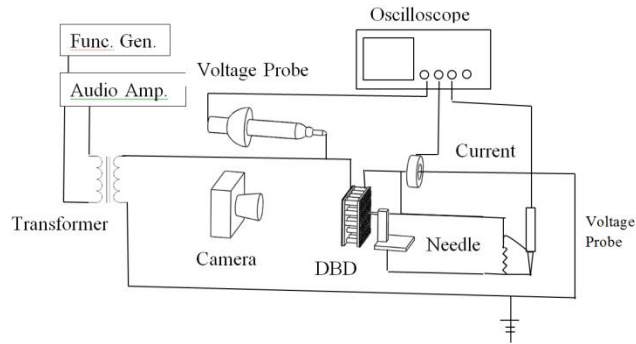 Oscilloscope
Func. Gen.
Audio Amp.
Voltage Probe
Current
Transformer
Camera
DBD
Needle
Voltage
Probe